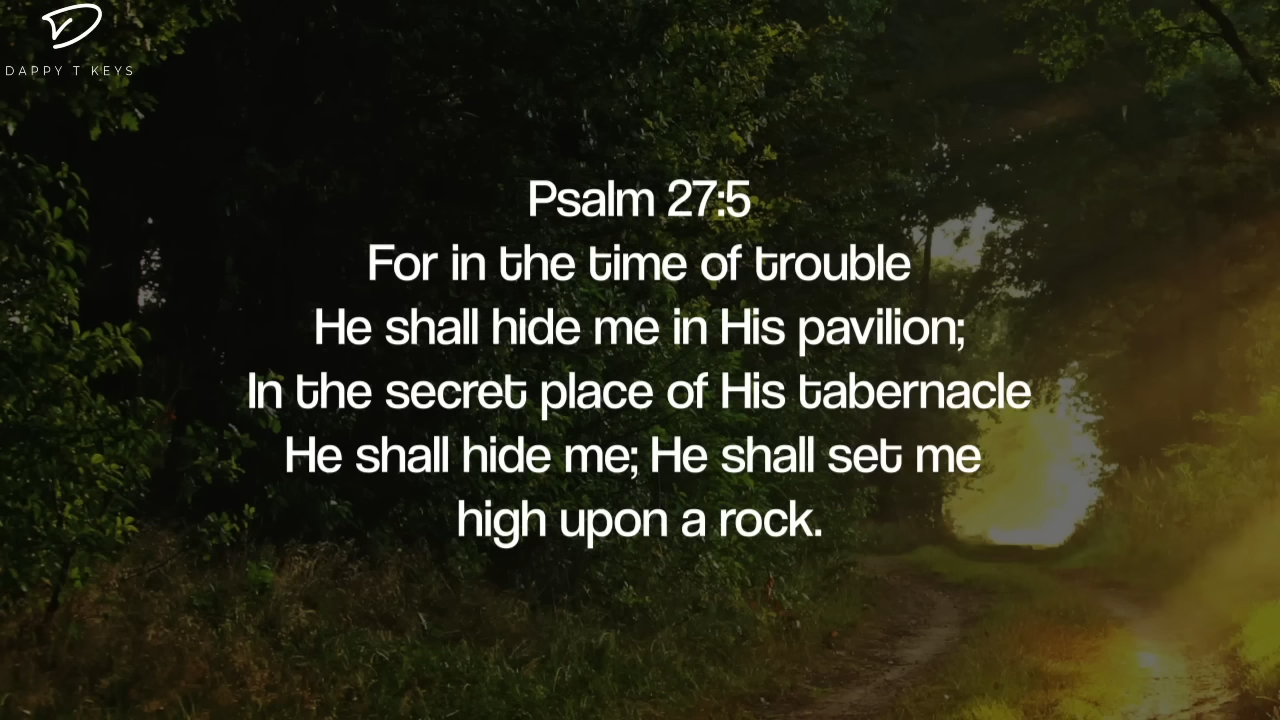 DAPPY T KEYS
Psalm 27:5
For in the time of trouble
He shall hide me in His pavilion;
In the secret place of His tabernacle
He shall hide me; He shall set me
high upon a rock.